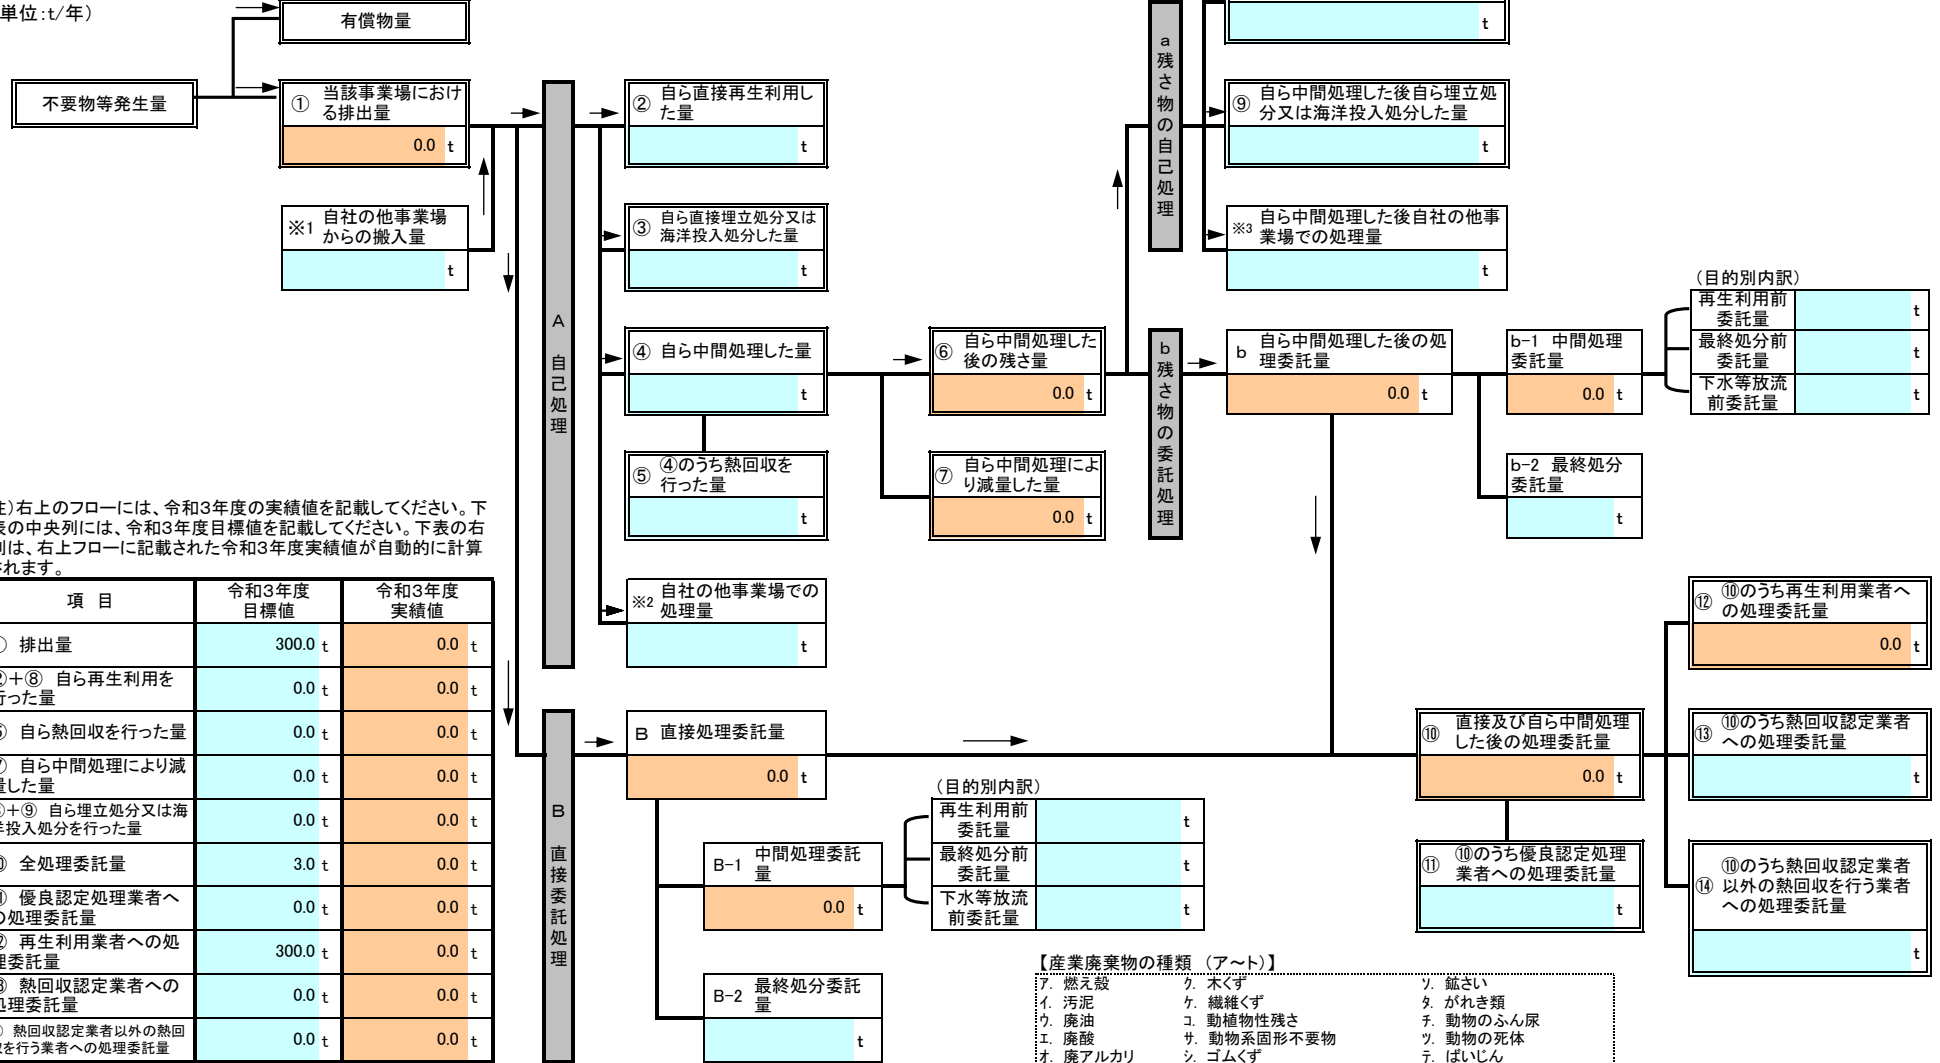 単位:t/年）
有償物量
不要物等発生量
① 当該事業場におけ
る排出量
0.0 t
※1 自社の他事業場
からの搬入量
t
A 自己処理
② 自ら直接再生利用し
た量
t
③ 自ら直接埋立処分又は
海洋投入処分した量
t
④ 自ら中間処理した量
t
⑤ ④のうち熱回収を
行った量
t
※2 自社の他事業場での
処理量
t
⑥ 自ら中間処理した
後の残さ量
0.0 t
⑦ 自ら中間処理によ
り減量した量
0.0 t
a 残さ物の自己処理
t
⑨ 自ら中間処理した後自ら埋立処
分又は海洋投入処分した量
t
※3 自ら中間処理した後自社の他事
業場での処理量
t
b 残さ物の委託処理
b 自ら中間処理した後の処
理委託量
0.0 t
b-1 中間処理
委託量
0.0 t
b-2 最終処分
委託量
t
（目的別内訳）
再生利用前
委託量
t
最終処分前
委託量
t
下水等放流
前委託量
t
注）右上のフローには、令和3年度の実績値を記載してください。下
表の中央列には、令和3年度目標値を記載してください。下表の右
列は、右上フローに記載された令和3年度実績値が自動的に計算
されます。
項 目 令和3年度
目標値 令和3年度
実績値
① 排出量 300.0 t 0.0 t
②+⑧ 自ら再生利用を
行った量 0.0 t 0.0 t
⑤ 自ら熱回収を行った量 0.0 t 0.0 t
⑦ 自ら中間処理により減
量した量 0.0 t 0.0 t
③+⑨ 自ら埋立処分又は海
洋投入処分を行った量 0.0 t 0.0 t
⑩ 全処理委託量 3.0 t 0.0 t
⑪ 優良認定処理業者へ
の処理委託量 0.0 t 0.0 t
⑫ 再生利用業者への処
理委託量 300.0 t 0.0 t
⑬ 熱回収認定業者への
処理委託量 0.0 t 0.0 t
⑭ 熱回収認定業者以外の熱回
収を行う業者への処理委託量 0.0 t 0.0 t
B 直接委託処理
B 直接処理委託量
0.0 t
B-1 中間処理委託
量
0.0 t
B-2 最終処分委託
量
t
（目的別内訳）
再生利用前
委託量
t
最終処分前
委託量
t
下水等放流
前委託量
t
⑩ 直接及び自ら中間処理
した後の処理委託量
0.0 t
⑪ ⑩のうち優良認定処理
業者への処理委託量
t
⑫ ⑩のうち再生利用業者へ
の処理委託量
0.0 t
⑬ ⑩のうち熱回収認定業者
への処理委託量
t
⑭ ⑩のうち熱回収認定業者
以外の熱回収を行う業者
への処理委託量
t
【産業廃棄物の種類 （ア～ト）】
ア. 燃え殻 ク. 木くず ソ. 鉱さい
イ. 汚泥 ケ. 繊維くず タ. がれき類
ウ. 廃油 コ. 動植物性残さ チ. 動物のふん尿
エ. 廃酸 サ. 動物系固形不要物 ツ. 動物の死体
オ. 廃アルカリ シ. ゴムくず テ. ばいじん